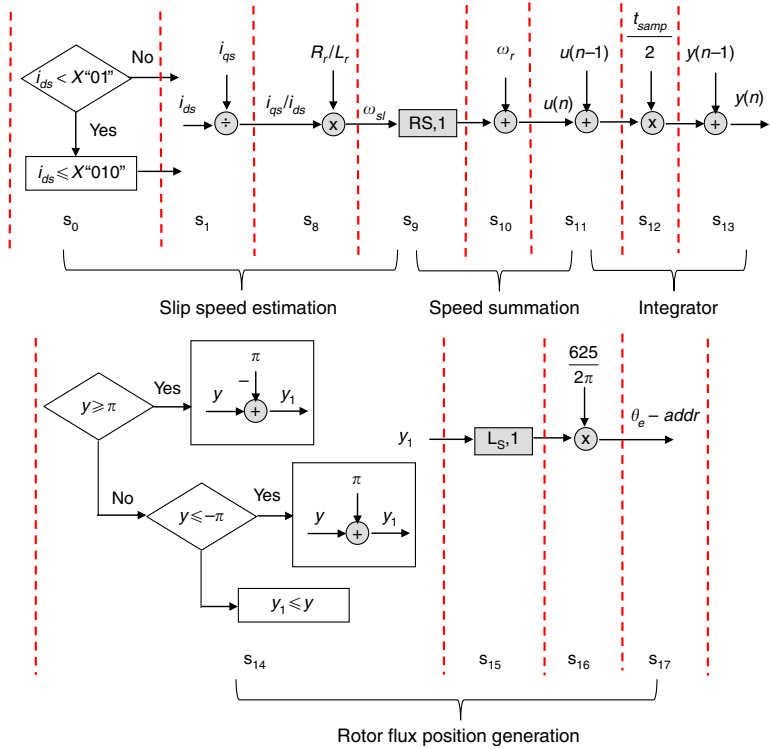 i_ds < X“01”
No
Yes
i_ds ⩽ X“010”
i_qs
i_ds
÷
i_qs/i_ds
R_r/L_r
x
ω_sl
RS,1
ω_r
+
u(n)
u(n–1)
+
t_samp/2
x
y(n–1)
+
y(n)
s_0
s_1
s_8
s_9
s_10
s_11
s_12
s_13
Slip speed estimation
Speed summation
Integrator
y ⩾ π
Yes
π
–
y
+
y_1
No
y ⩽ –π
Yes
π
y
+
y_1
y_1 ⩽ y
y_1
L_S,1
625/2π
x
θ_e – addr
s_14
s_15
s_16
s_17
Rotor flux position generation